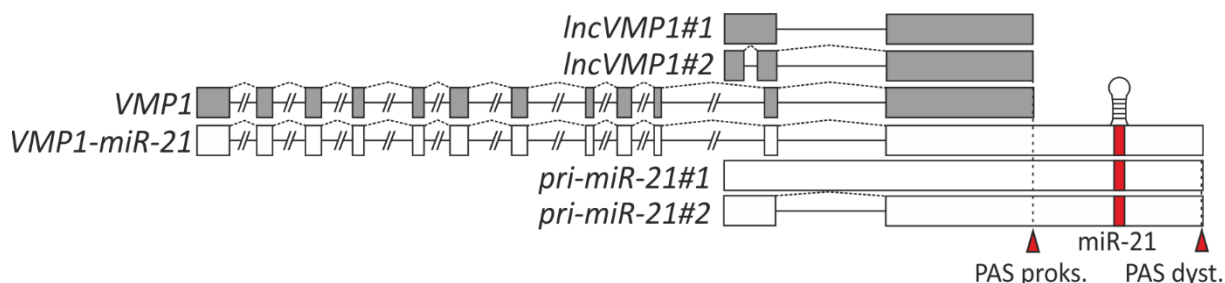 lncVMP1#1
lncVMP1#2
VMP1
VMP1-miR-21
pri-miR-21#1
pri-miR-21#2
miR-21
PAS proks. PAS dyst.